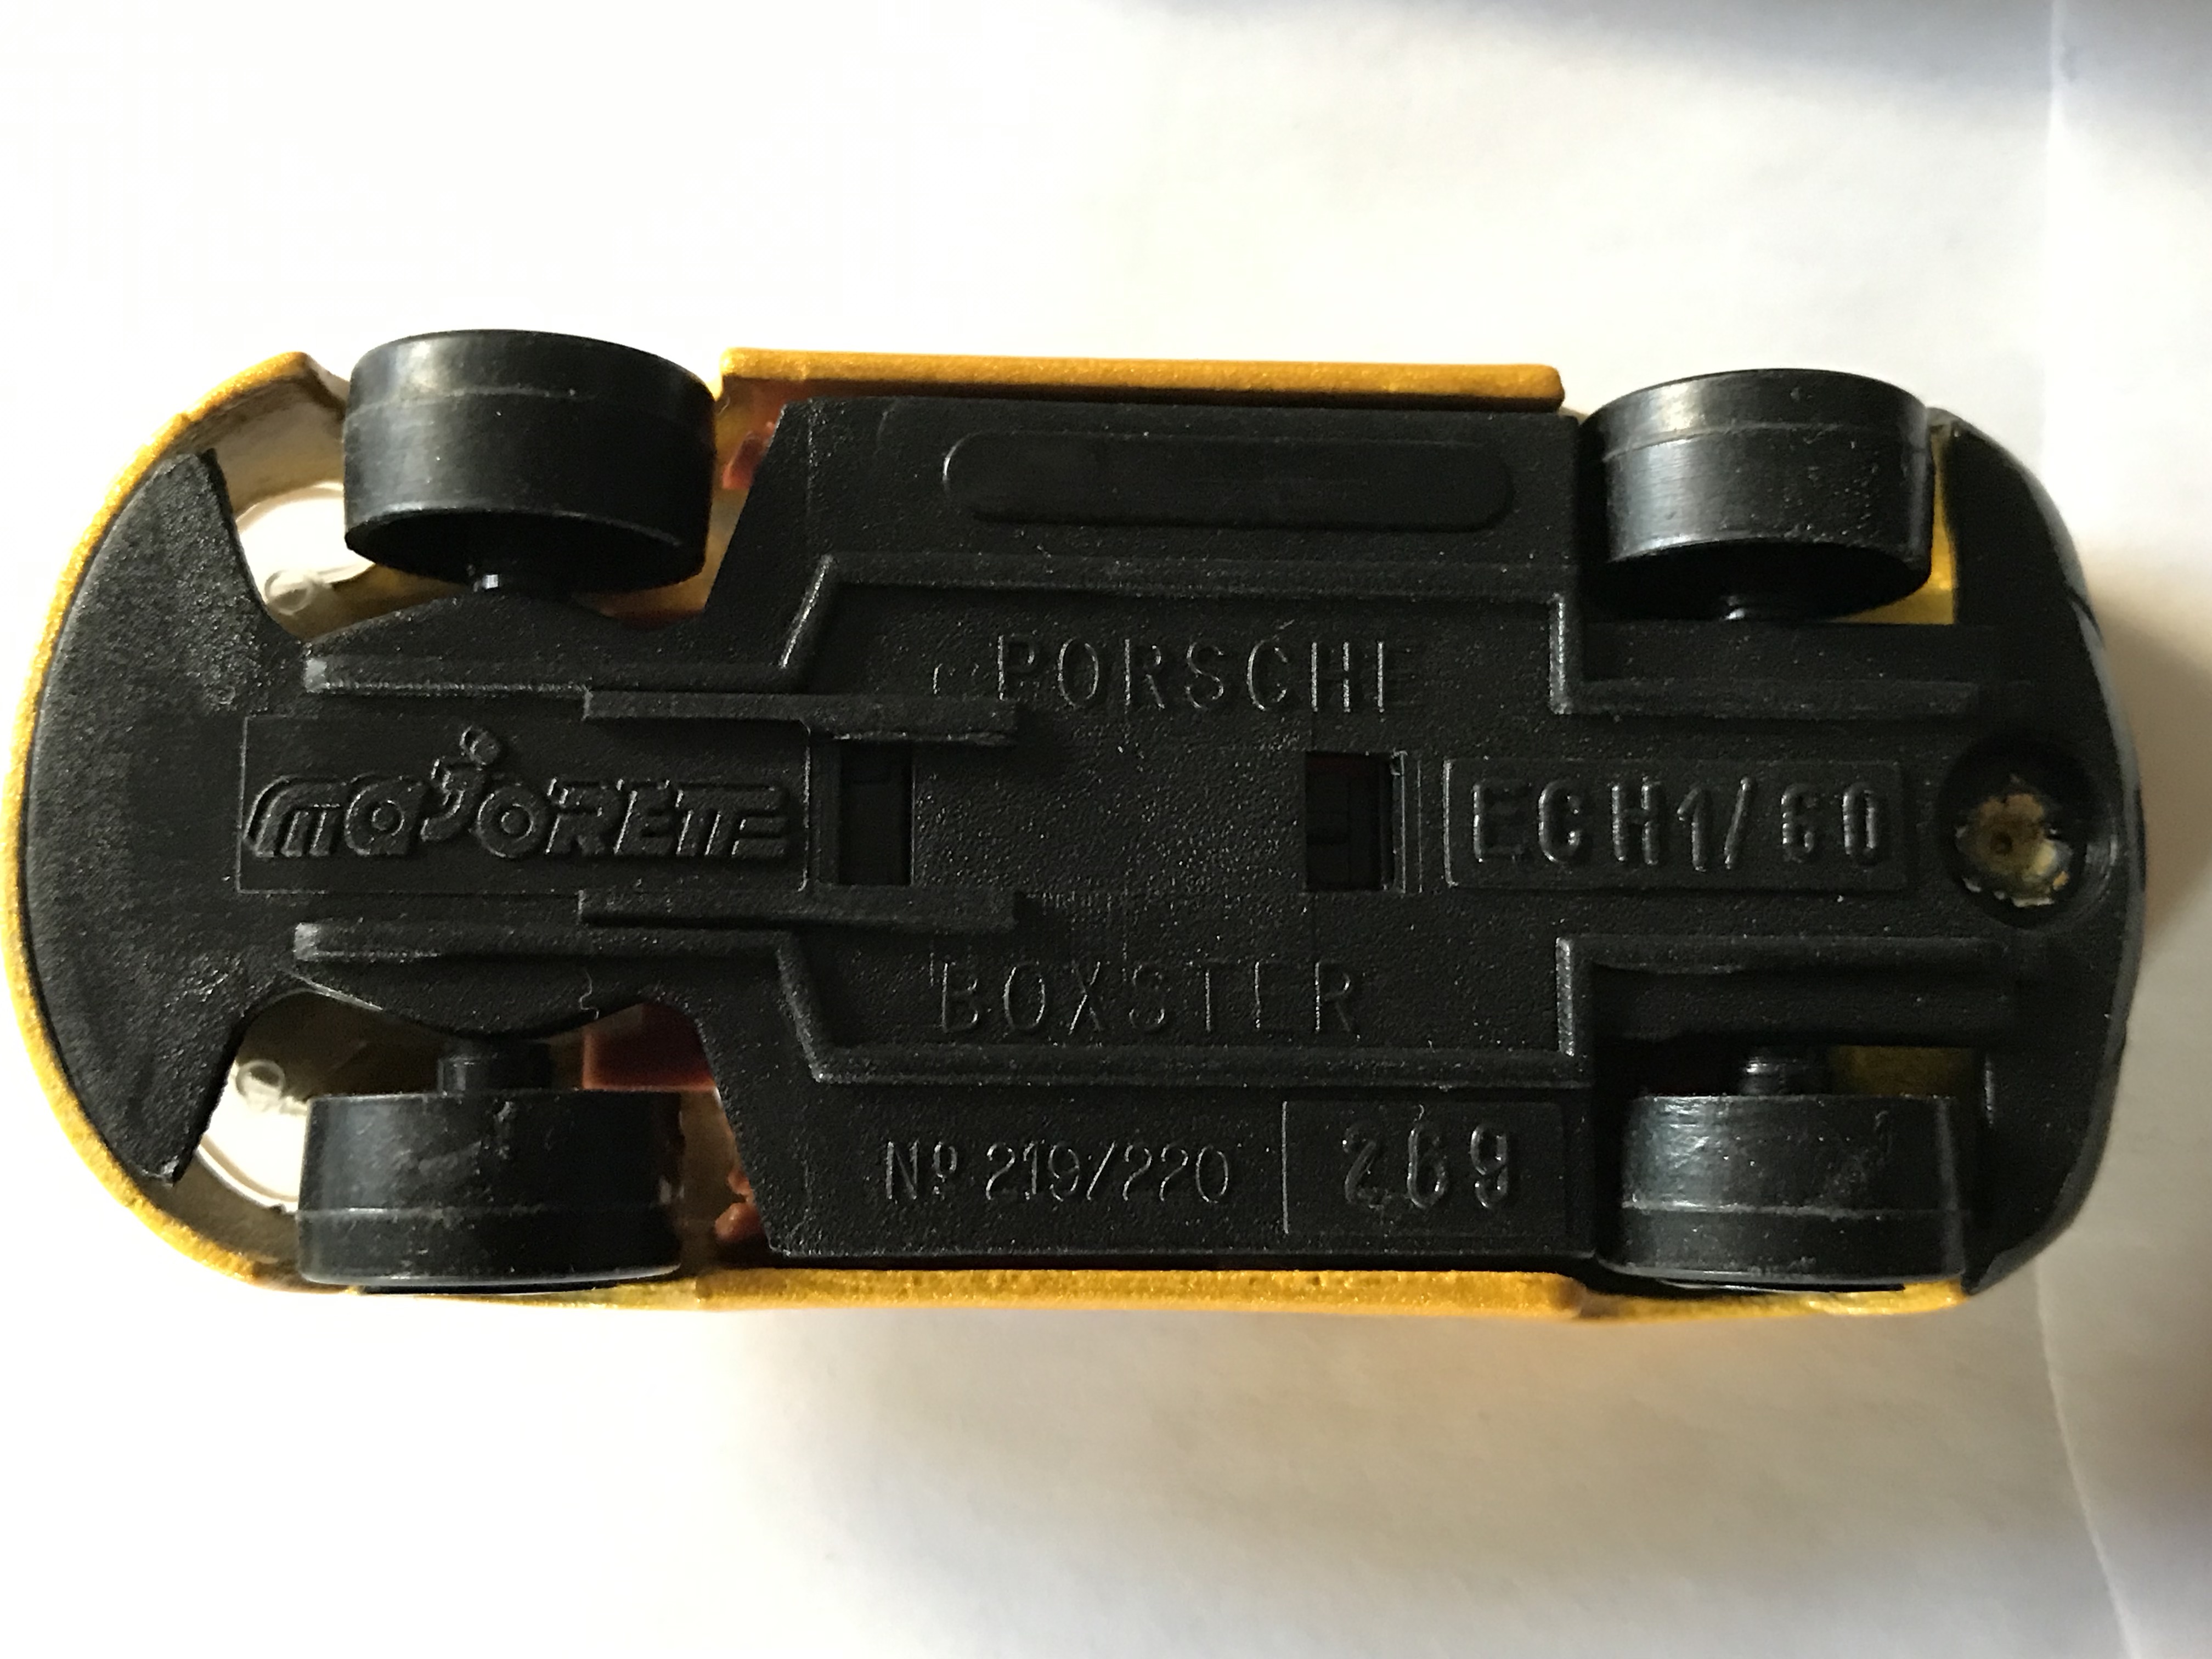 PORSCHE
majorette
ECH1/60
BOXSTER
Nº 219/220
269